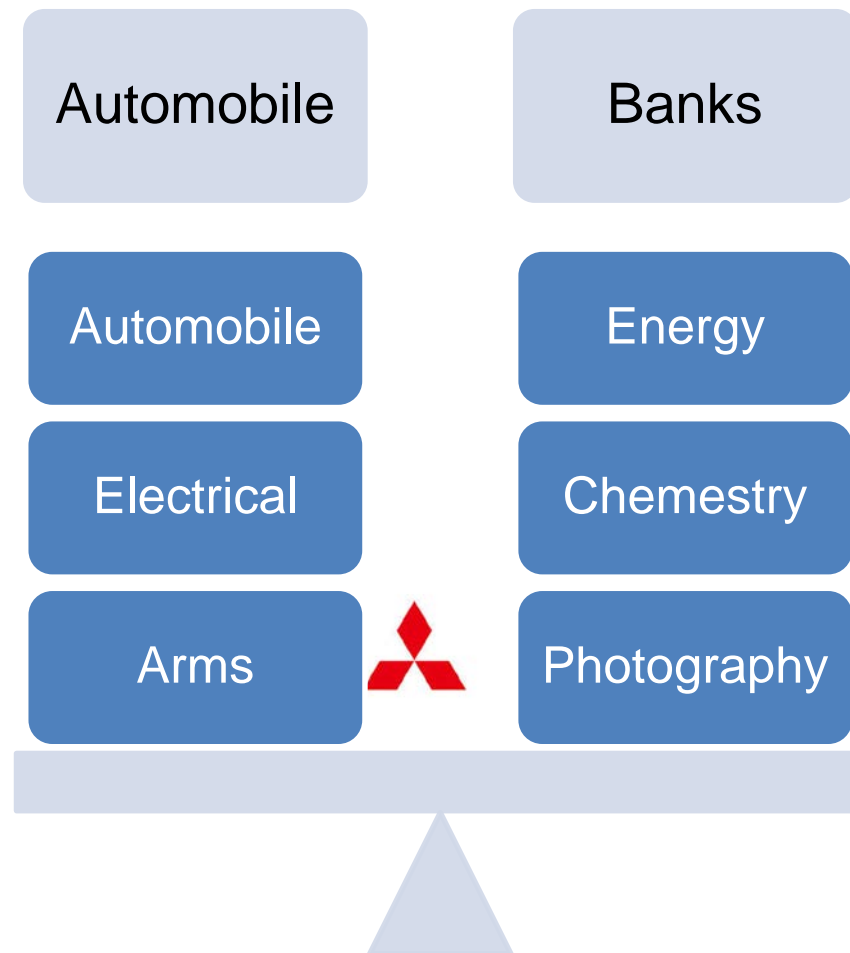 Automobile
Banks
Automobile
Energy
Electrical
Chemestry
Arms
Photography